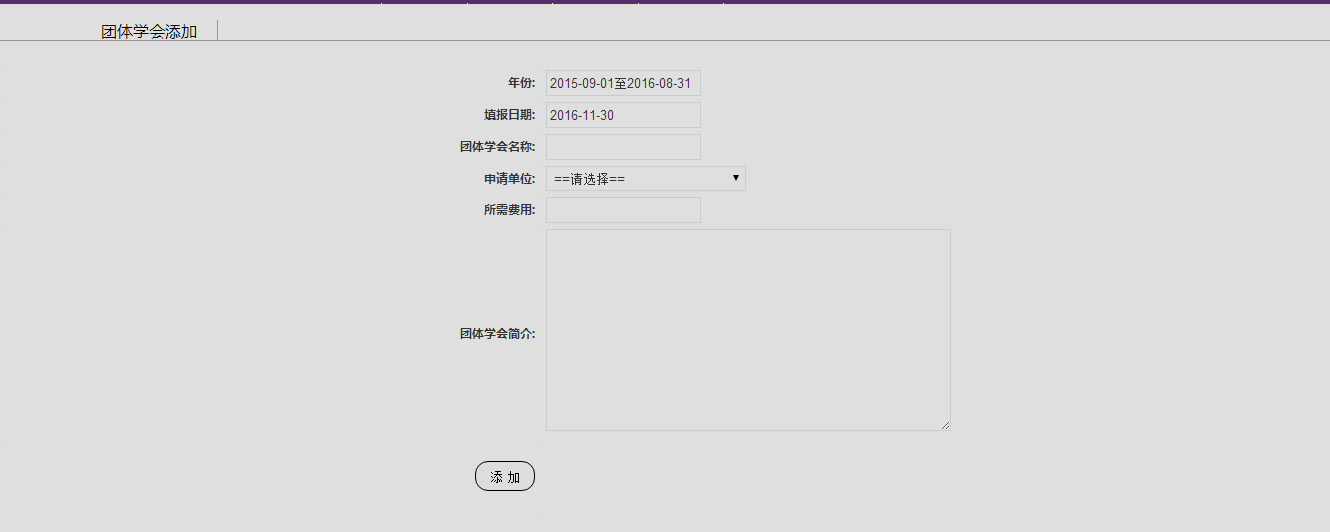 团体学会添加
年份: 2015-09-01至2016-08-31
填报日期: 2016-11-30
团体学会名称:
申请单位: ==请选择==
所需费用:
团体学会简介:
添 加